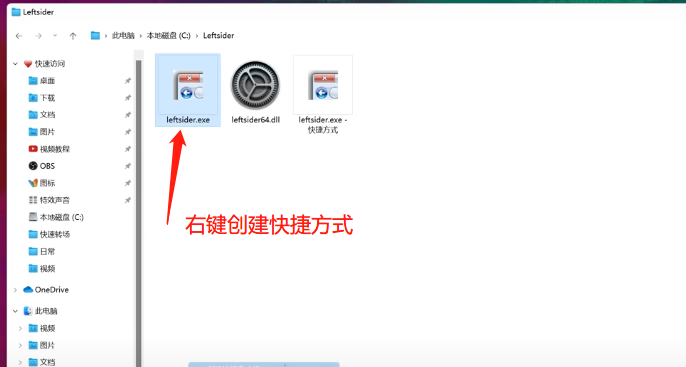 Leftsider
此电脑 > 本地磁盘 (C:) > Leftsider
快速访问
桌面
下载
文档
图片
视频教程
OBS
图标
特效声音
本地磁盘 (C:)
快速转场
日常
视频
OneDrive
此电脑
视频
图片
文档
leftsider.exe
leftsider64.dll
leftsider.exe -
快捷方式
右键创建快捷方式